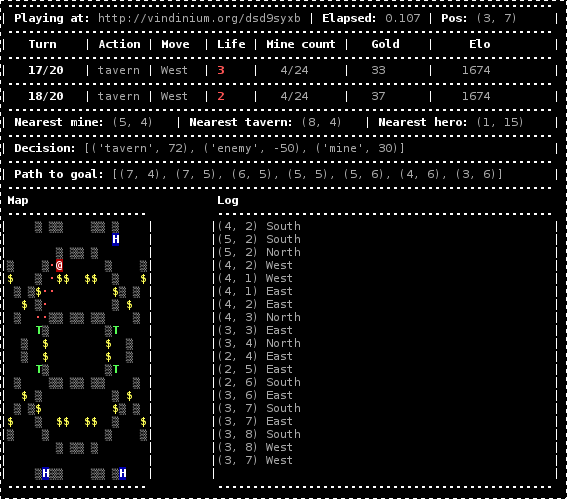 Playing at: http://vindinium.org/dsd9syxb | Elapsed: 0.107 | Pos: (3, 7)
Turn | Action | Move | Life | Mine count | Gold | Elo
17/20 | tavern | West | 3 | 4/24 | 33 | 1674
18/20 | tavern | West | 2 | 4/24 | 37 | 1674
Nearest mine: (5, 4) | Nearest tavern: (8, 4) | Nearest hero: (1, 15)
Decision: [('tavern', 72), ('enemy', -50), ('mine', 30)]
Path to goal: [(7, 4), (7, 5), (6, 5), (5, 5), (5, 6), (4, 6), (3, 6)]
Map Log
(4, 2) South
H (5, 2) South
(5, 2) North
@ (4, 2) West
$ $$ $$ $ (4, 1) West
$ $ (4, 1) East
$ $ (4, 2) East
(4, 3) North
T T (3, 3) East
$ $ (3, 4) North
$ $ (2, 4) East
T T (2, 5) East
(2, 6) South
$ $ (3, 6) East
$ $ (3, 7) South
$ $$ $$ $ (3, 7) East
(3, 8) South
(3, 8) West
H H (3, 7) West